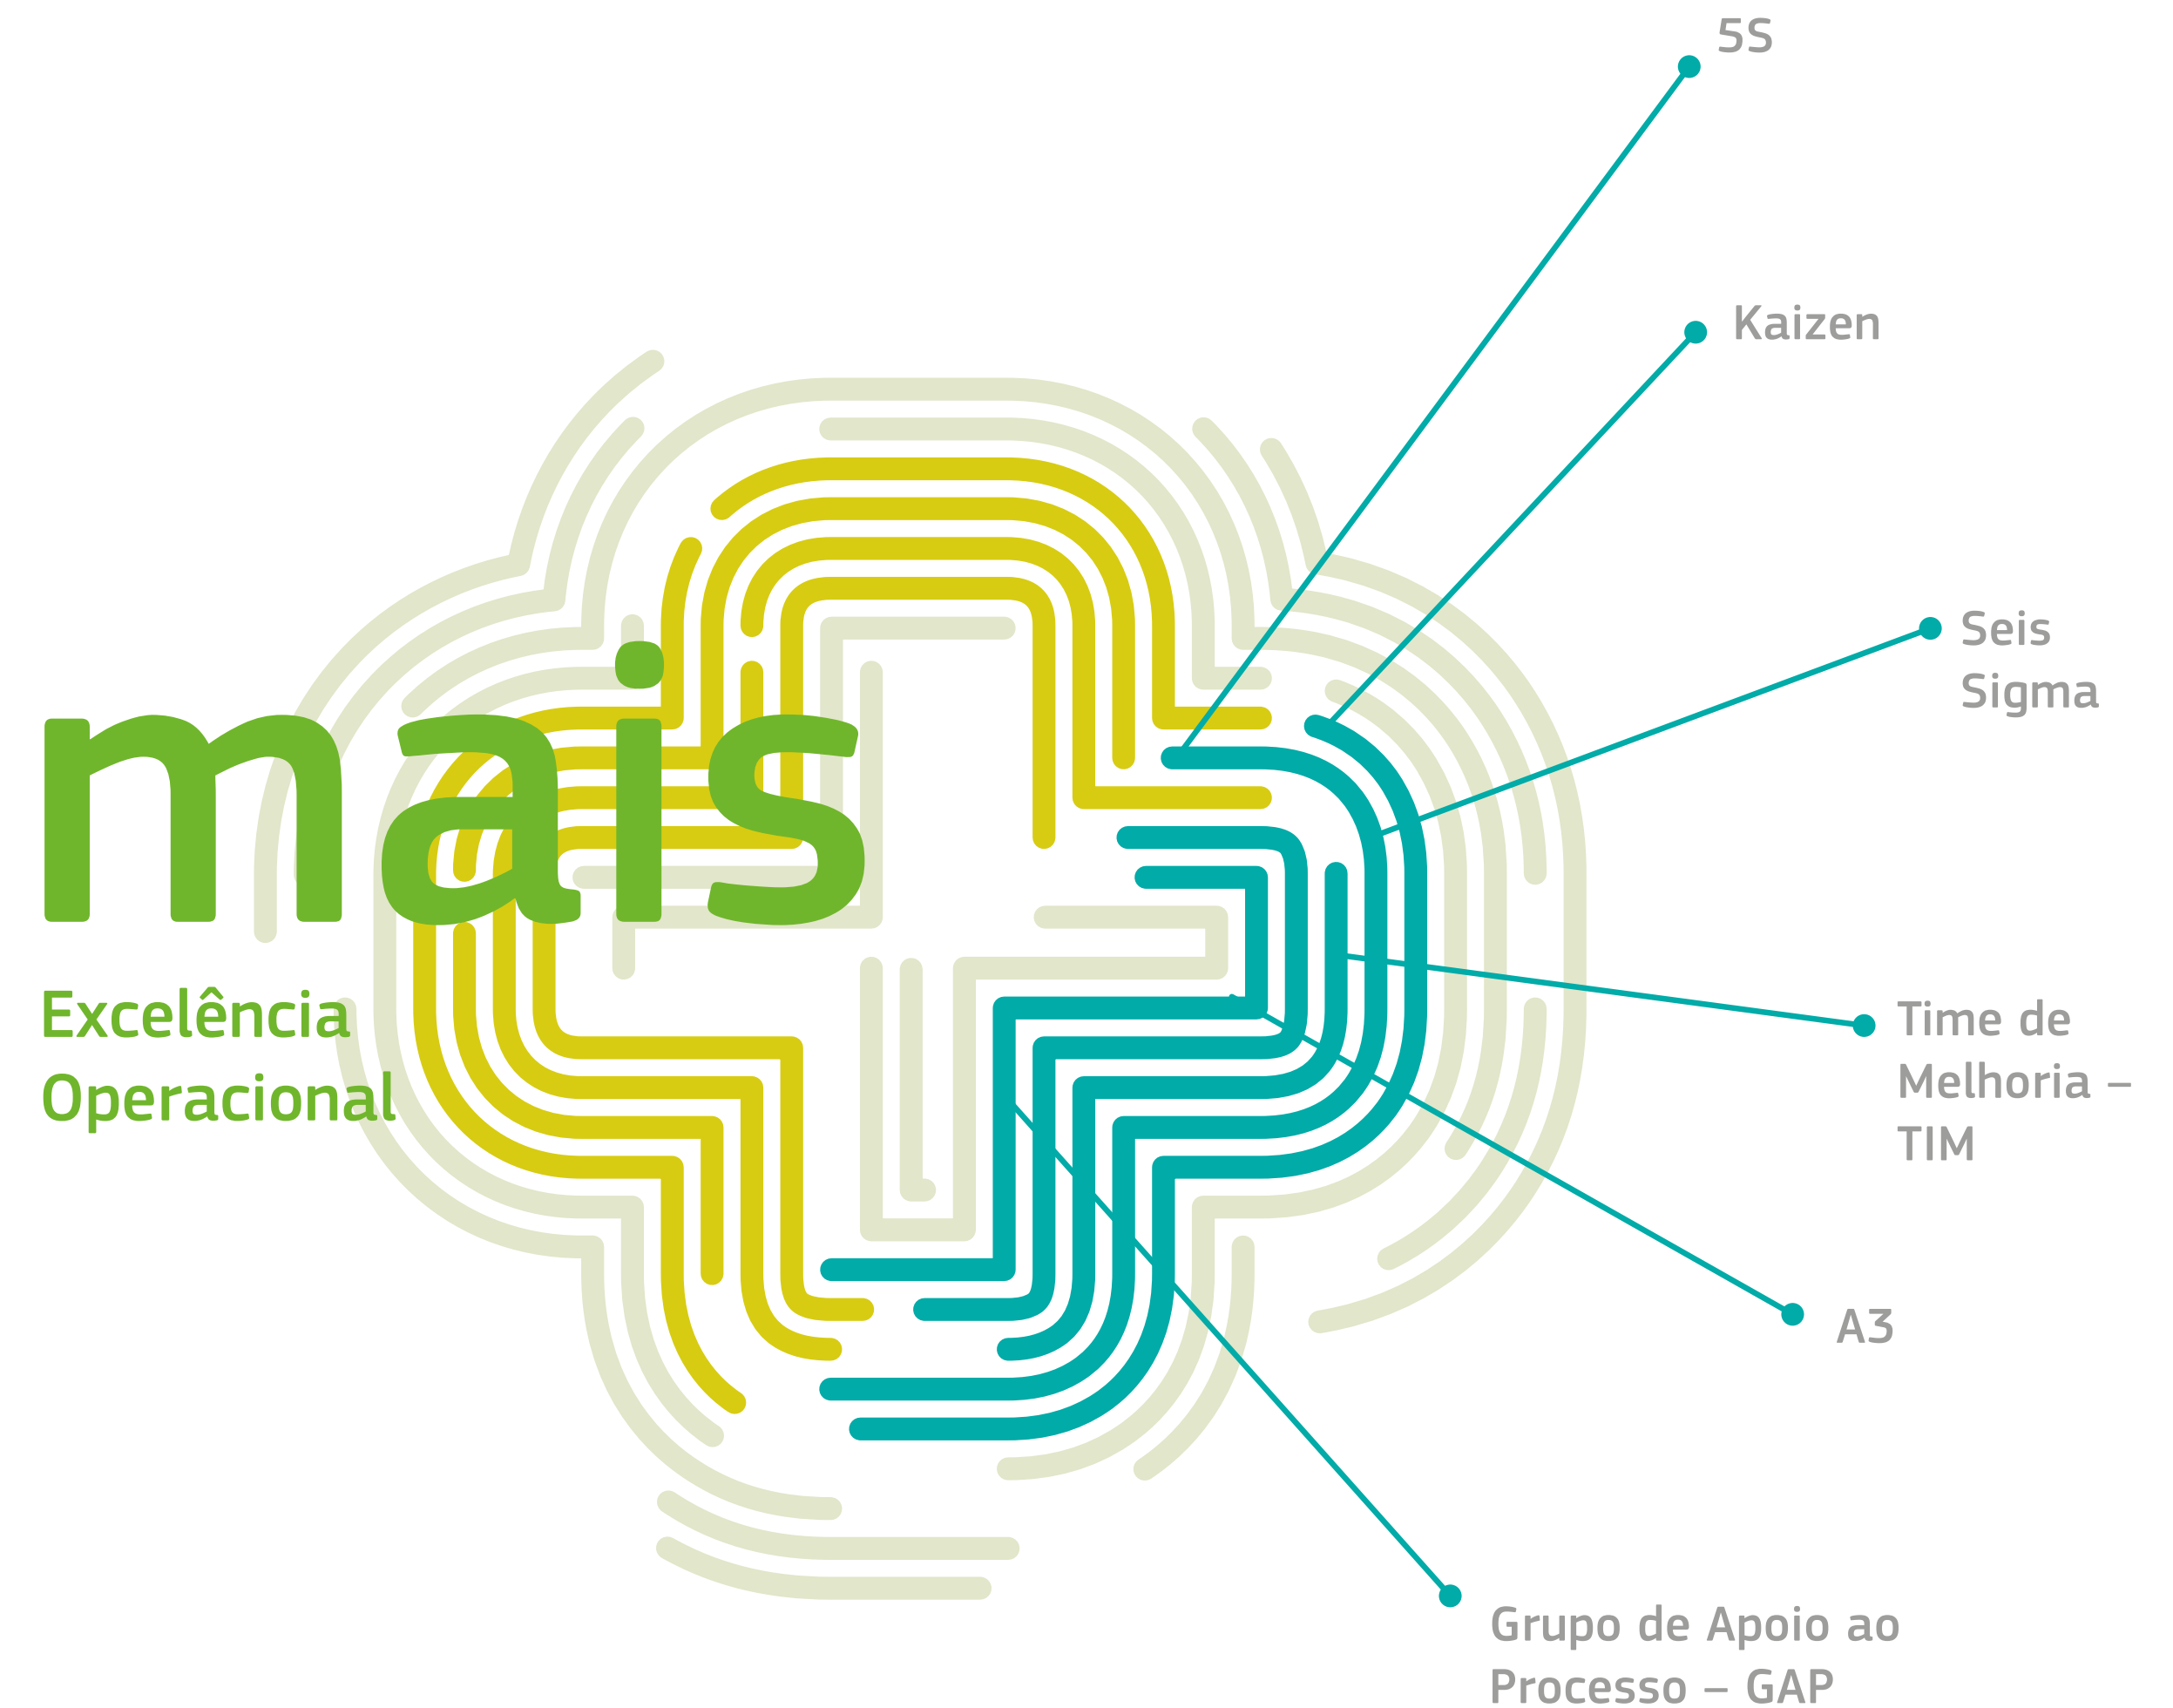 mais
Excelência
Operacional
5S
Kaizen
Seis
Sigma
Time de
Melhoria –
TIM
A3
Grupo de Apoio ao
Processo – GAP